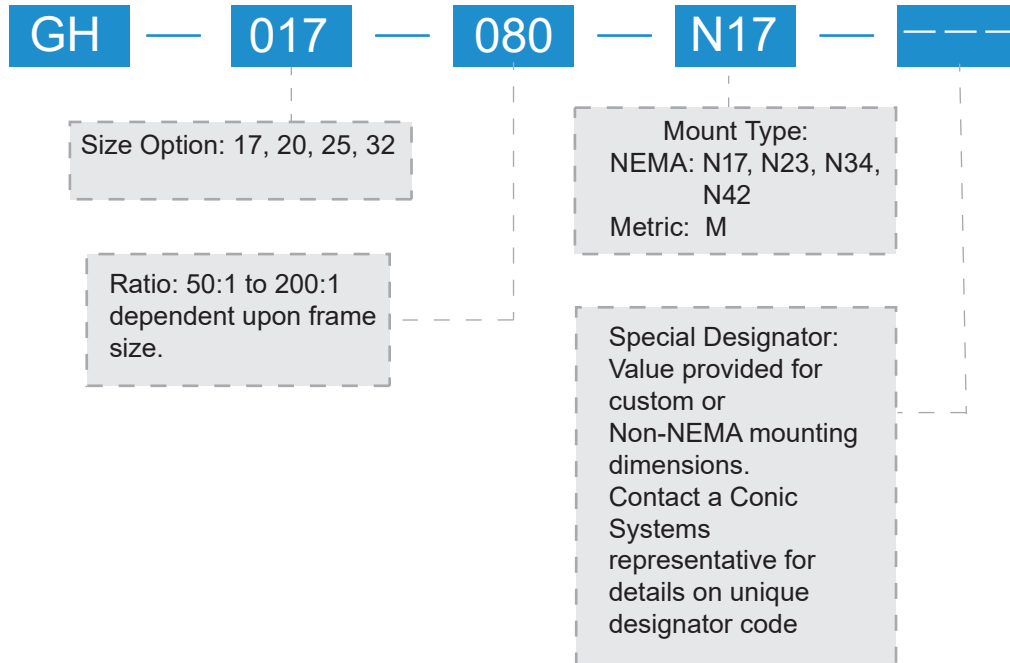 GH — 017 — 080 — N17 — — — —
Size Option: 17, 20, 25, 32
Mount Type:
NEMA: N17, N23, N34,
N42
Metric: M
Ratio: 50:1 to 200:1
dependent upon frame
size.
Special Designator:
Value provided for
custom or
Non-NEMA mounting
dimensions.
Contact a Conic
Systems
representative for
details on unique
designator code